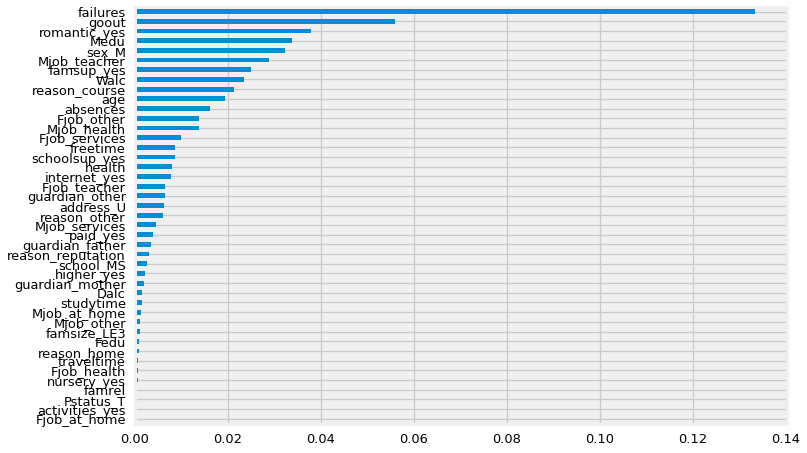 failures
goout
romantic_yes
Medu
sex_M
Mjob_teacher
famsup_yes
Walc
reason_course
age
absences
Fjob_other
Mjob_health
Fjob_services
freetime
schoolsup_yes
health
internet_yes
Fjob_teacher
guardian_other
address_U
reason_other
Mjob_services
paid_yes
guardian_father
reason_reputation
school_MS
higher_yes
guardian_mother
Dalc
studytime
Mjob_at_home
Mjob_other
famsize_LE3
Fedu
reason_home
traveltime
Fjob_health
nursery_yes
famrel
Pstatus_T
activities_yes
Fjob_at_home
0.00 0.02 0.04 0.06 0.08 0.10 0.12 0.14